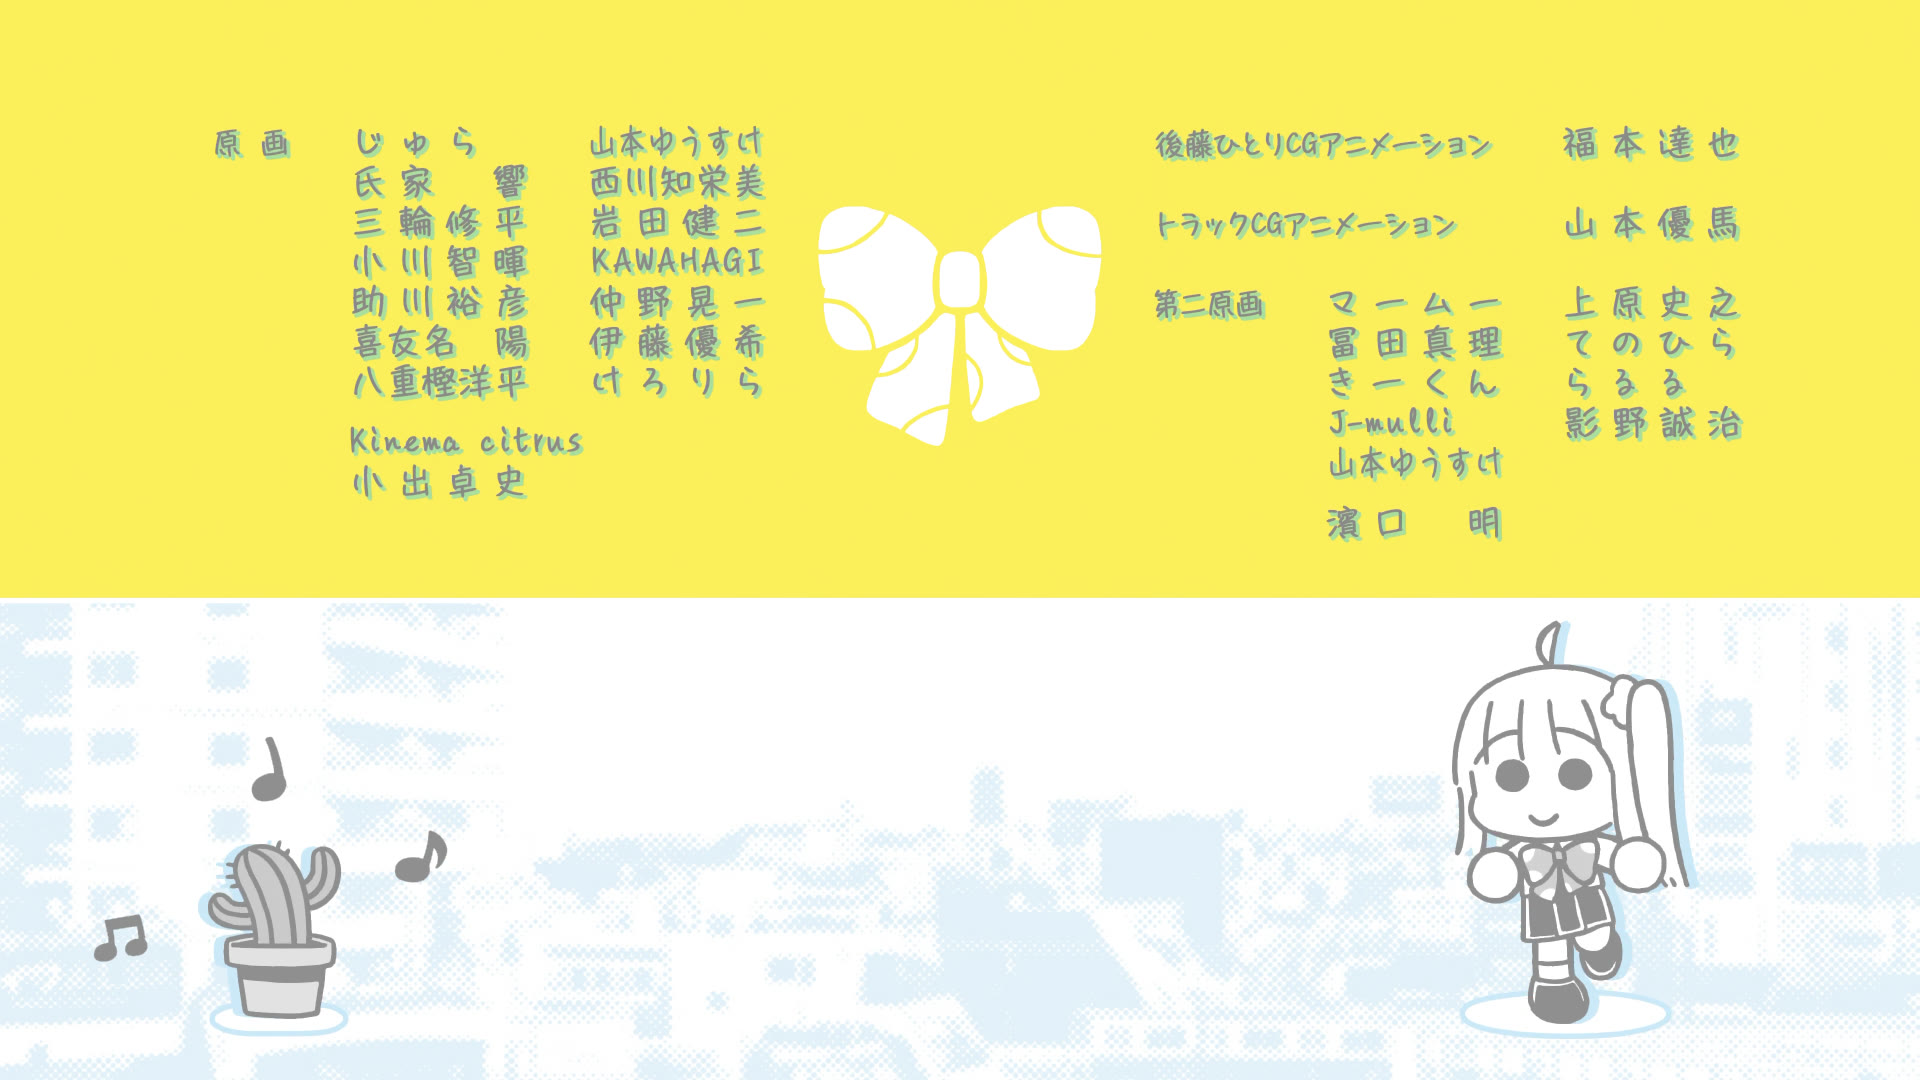 原画 じゅら 山本ゆうすけ
氏家 響 西川知栄美
三輪修平 岩田健二
小川智暉 KAWAHAGI
助川裕彦 仲野晃一
喜友名 陽 伊藤優希
八重樫洋平 けろりら
Kinema citrus
小出卓史
後藤ひとりCGアニメーション 福本達也
トラックCGアニメーション 山本優馬
第二原画 マームー 上原史之
冨田真理 てのひら
きーくん らるる
J-mulli 影野誠治
山本ゆうすけ
濱口 明